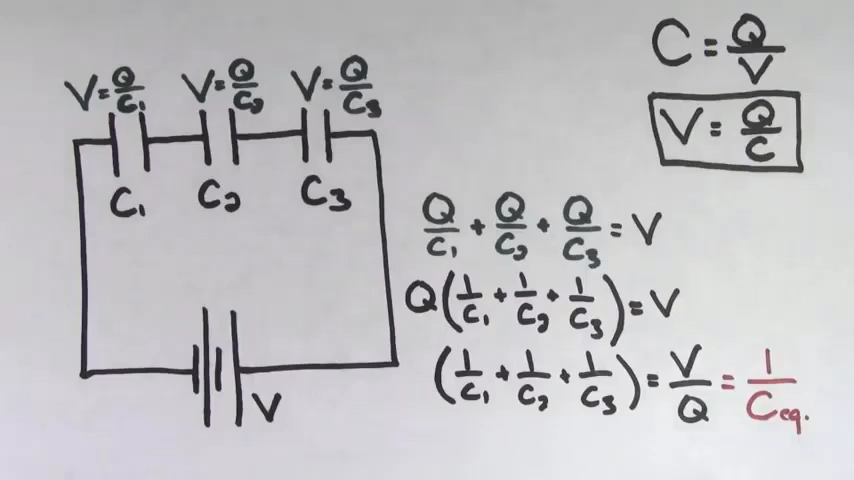 C = Q/V
V = Q/C
V = Q/C₁ V = Q/C₂ V = Q/C₃
C₁ C₂ C₃
Q/C₁ + Q/C₂ + Q/C₃ = V
Q(1/C₁ + 1/C₂ + 1/C₃) = V
(1/C₁ + 1/C₂ + 1/C₃) = V/Q = 1/Ceq.
V